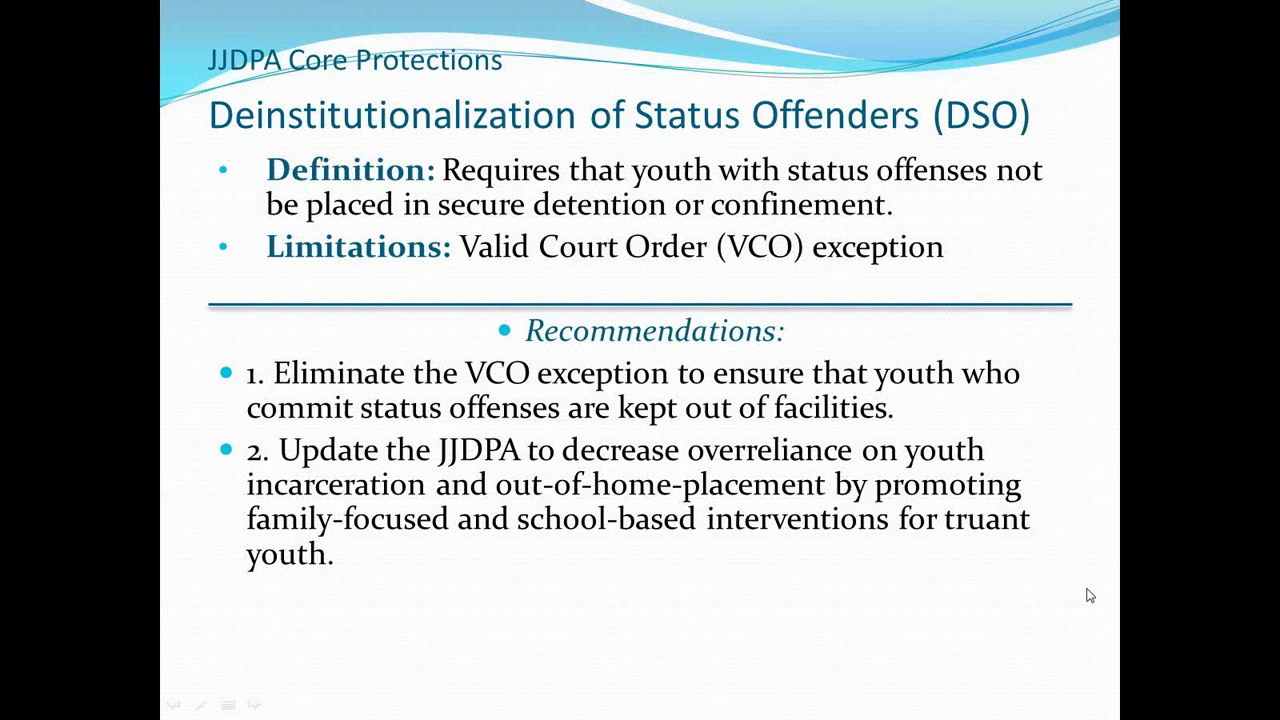 JJDPA Core Protections
Deinstitutionalization of Status Offenders (DSO)
• Definition: Requires that youth with status offenses not
be placed in secure detention or confinement.
• Limitations: Valid Court Order (VCO) exception
• Recommendations:
• 1. Eliminate the VCO exception to ensure that youth who
commit status offenses are kept out of facilities.
• 2. Update the JJDPA to decrease overreliance on youth
incarceration and out-of-home-placement by promoting
family-focused and school-based interventions for truant
youth.